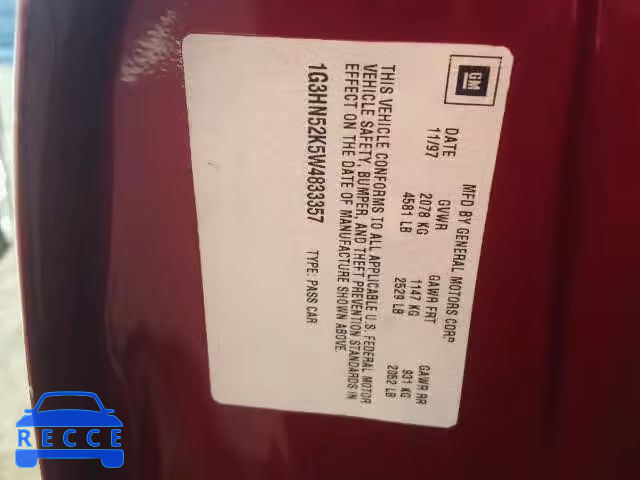 GM
MFD BY GENERAL MOTORS CORP
DATE GVWR GAWR FRT GAWR RR
11/97 2078 KG 1147 KG 931 KG
4581 LB 2529 LB 2052 LB
THIS VEHICLE CONFORMS TO ALL APPLICABLE U.S. FEDERAL MOTOR
VEHICLE SAFETY, BUMPER, AND THEFT PREVENTION STANDARDS IN
EFFECT ON THE DATE OF MANUFACTURE SHOWN ABOVE.
1G3HN52K5W4833357 TYPE: PASS CAR
RECCE